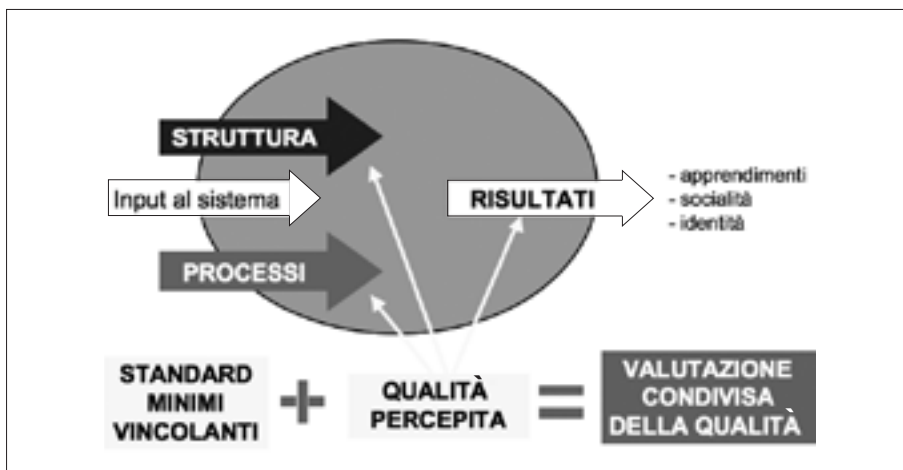 STRUTTURA
Input al sistema
PROCESSI
RISULTATI
- apprendimenti
- socialità
- identità
STANDARD
MINIMI
VINCOLANTI
+
QUALITÀ
PERCEPITA
=
VALUTAZIONE
CONDIVISA
DELLA QUALITÀ